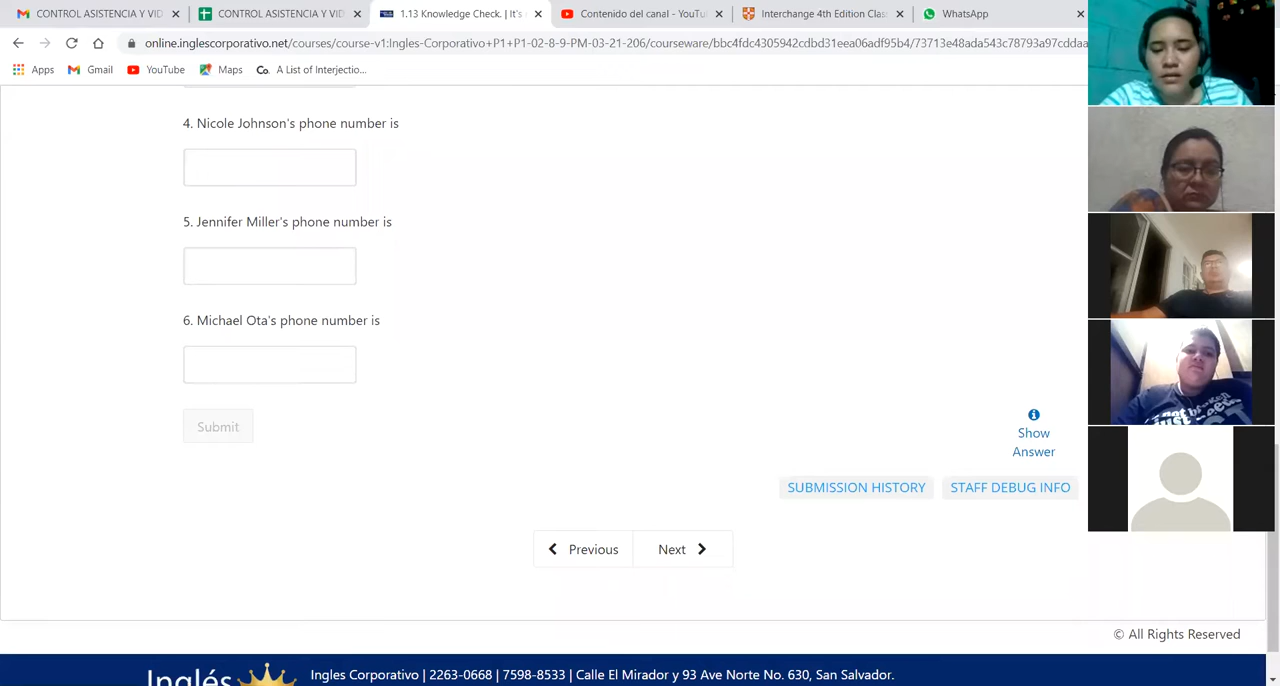 CONTROL ASISTENCIA Y VID
CONTROL ASISTENCIA Y VID
1.13 Knowledge Check. | It's
Contenido del canal - YouTu
Interchange 4th Edition Clas
WhatsApp
online.inglescorporativo.net/courses/course-v1:Ingles-Corporativo+P1+P1-02-8-9-PM-03-21-206/courseware/bbc4fdc4305942cdbd31eea06adf95b4/73713e48ada543c78793a97cddaa
Apps
Gmail
YouTube
Maps
Co.
A List of Interjectio...
4. Nicole Johnson's phone number is
5. Jennifer Miller's phone number is
6. Michael Ota's phone number is
Submit
Show
Answer
SUBMISSION HISTORY
STAFF DEBUG INFO
Previous
Next
© All Rights Reserved
Inglés
Ingles Corporativo | 2263-0668 | 7598-8533 | Calle El Mirador y 93 Ave Norte No. 630, San Salvador.